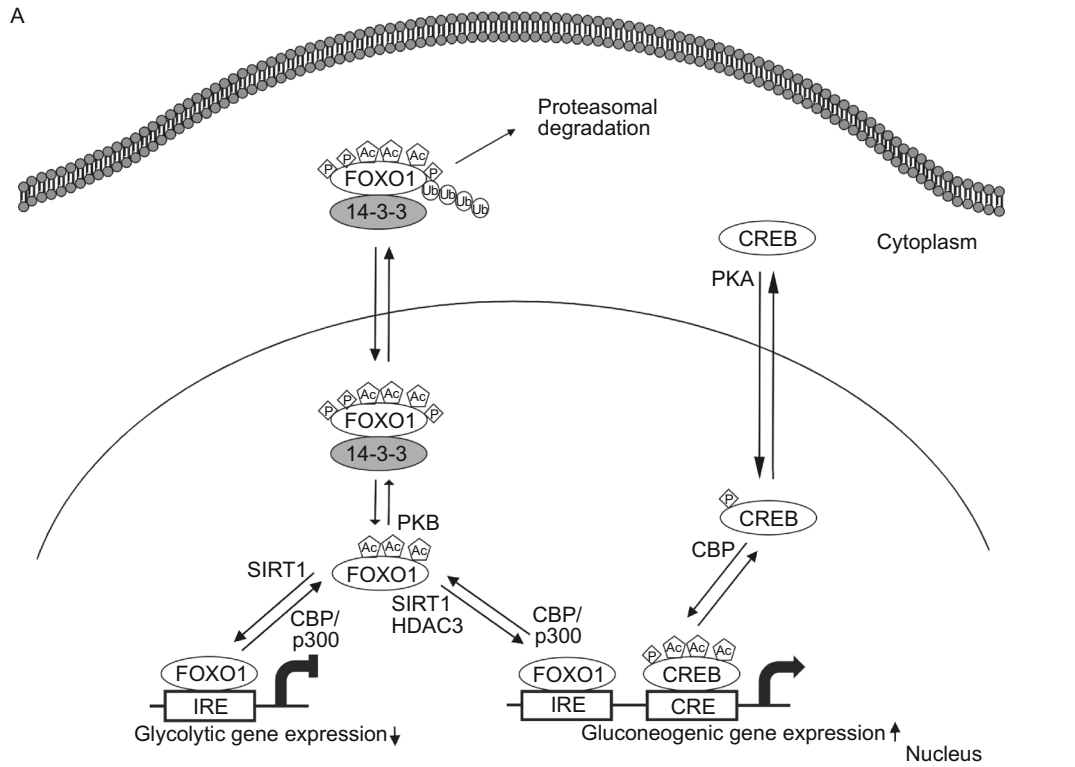 A
Proteasomal
degradation
P P Ac Ac Ac P
FOXO1
Ub Ub Ub Ub
14-3-3
CREB
Cytoplasm
PKA
P P Ac Ac Ac P
FOXO1
14-3-3
P
CREB
PKB
Ac Ac Ac
FOXO1
CBP
SIRT1
SIRT1
HDAC3
CBP/
p300
CBP/
p300
P Ac Ac Ac
FOXO1
FOXO1
CREB
IRE
IRE
CRE
Glycolytic gene expression
Gluconeogenic gene expression
Nucleus